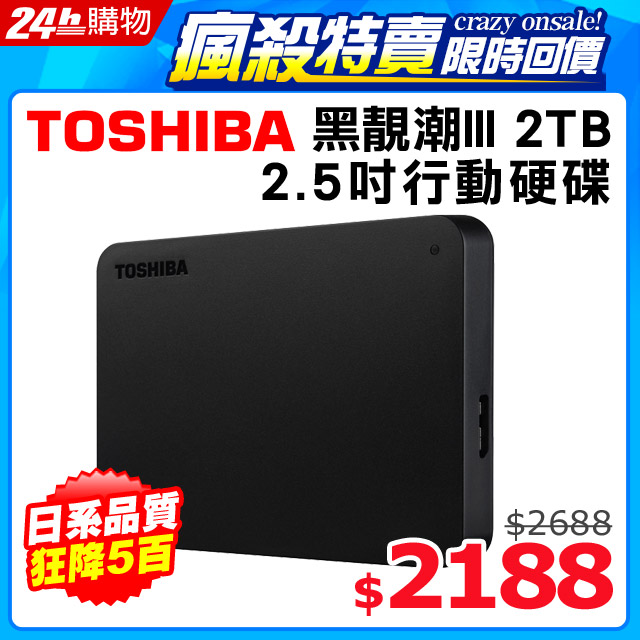 24h購物
瘋殺特賣
crazy onsale!
限時回價
TOSHIBA 黑靚潮III 2TB
2.5吋行動硬碟
TOSHIBA
日系品質
狂降5百
$2688
$2188